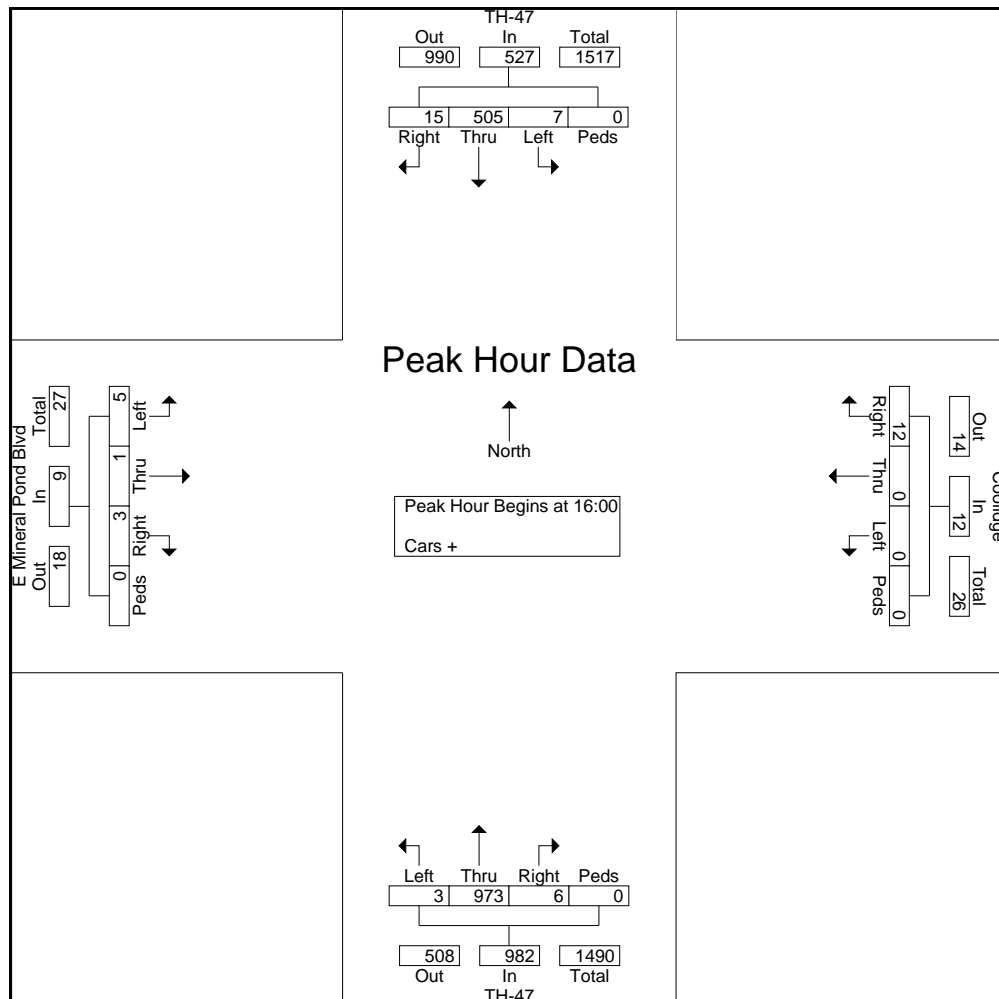 TH-47
Out In Total
990 527 1517
15 505 7 0
Right Thru Left Peds
Peak Hour Data
North
Peak Hour Begins at 16:00
Cars +
E Mineral Pond Blvd
Out In Total
18 9 27
5 1 3 0
Left Thru Right Peds
Coolidge
Out In Total
14 12 26
12 0 0 0
Right Thru Left Peds
Left Thru Right Peds
3 973 6 0
508 982 1490
Out In Total
TH-47